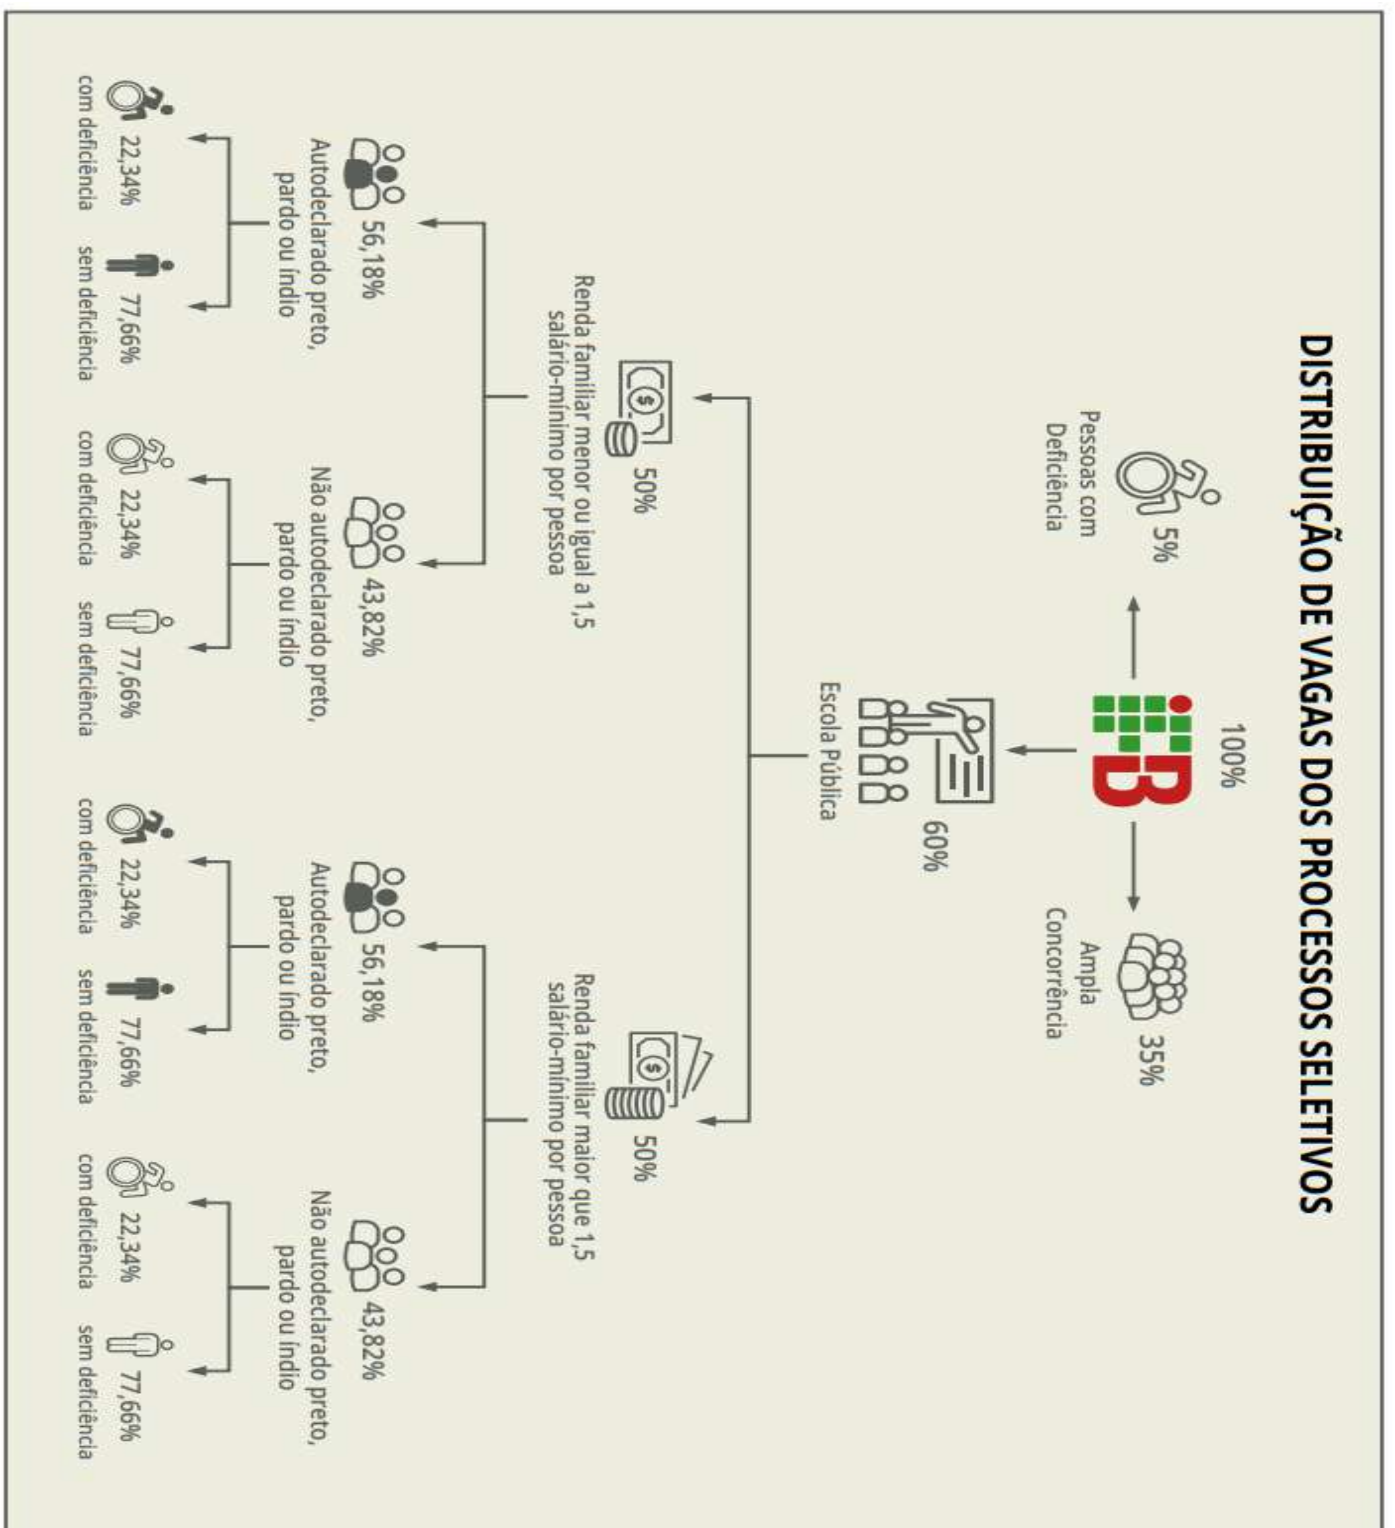 DISTRIBUIÇÃO DE VAGAS DOS PROCESSOS SELETIVOS
100%
5%
Pessoas com
Deficiência
35%
Ampla
Concorrência
60%
Escola Pública
50%
Renda familiar menor ou igual a 1,5
salário-mínimo por pessoa
50%
Renda familiar maior que 1,5
salário-mínimo por pessoa
56,18%
Autodeclarado preto,
pardo ou índio
43,82%
Não autodeclarado preto,
pardo ou índio
56,18%
Autodeclarado preto,
pardo ou índio
43,82%
Não autodeclarado preto,
pardo ou índio
22,34%
com deficiência
77,66%
sem deficiência
22,34%
com deficiência
77,66%
sem deficiência
22,34%
com deficiência
77,66%
sem deficiência
22,34%
com deficiência
77,66%
sem deficiência